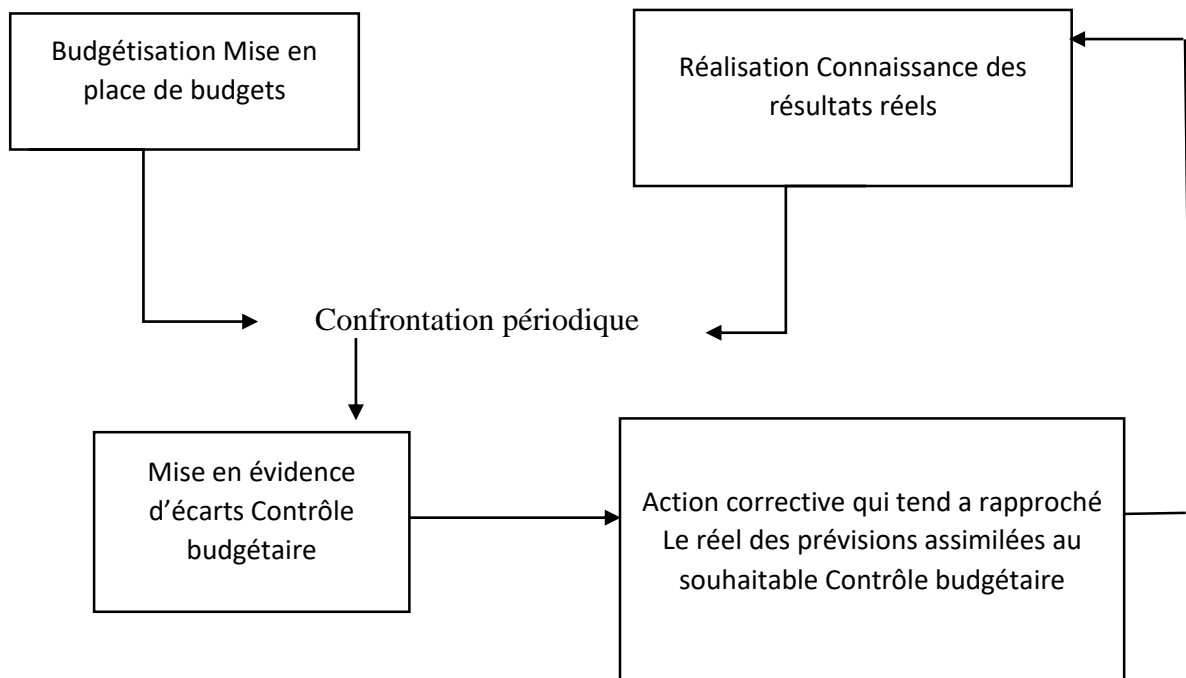 Budgétisation Mise en
place de budgets
Réalisation Connaissance des
résultats réels
Confrontation périodique
Mise en évidence
d’écarts Contrôle
budgétaire
Action corrective qui tend a rapproché
Le réel des prévisions assimilées au
souhaitable Contrôle budgétaire